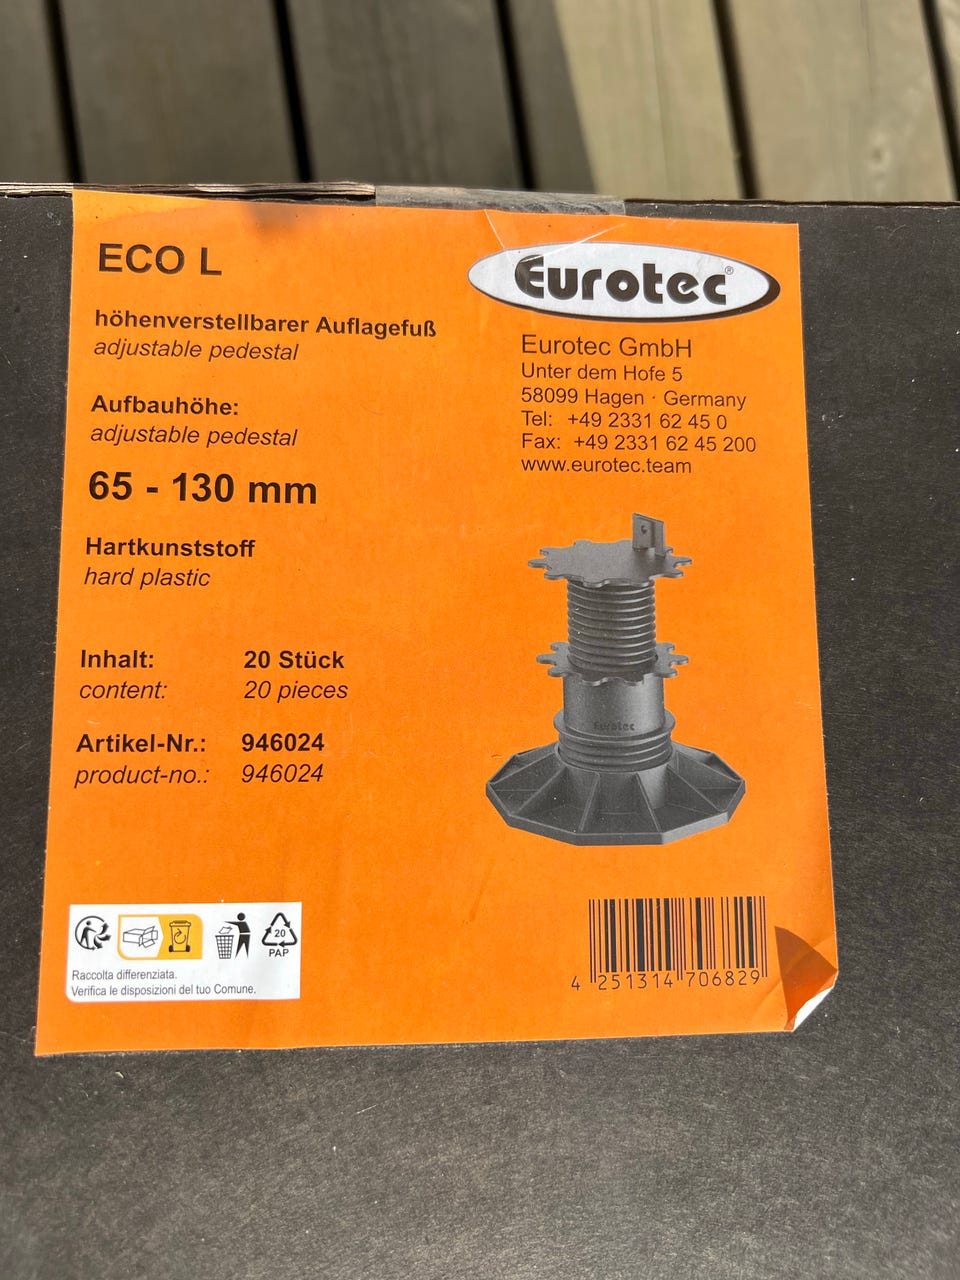 ECO L
höhenverstellbarer Auflagefuß
adjustable pedestal
Aufbauhöhe:
adjustable pedestal
65 - 130 mm
Hartkunststoff
hard plastic
Inhalt: 20 Stück
content: 20 pieces
Artikel-Nr.: 946024
product-no.: 946024
Eurotec®
Eurotec GmbH
Unter dem Hofe 5
58099 Hagen · Germany
Tel: +49 2331 62 45 0
Fax: +49 2331 62 45 200
www.eurotec.team
Eurotec
20
PAP
Raccolta differenziata.
Verifica le disposizioni del tuo Comune.
4 251314 706829